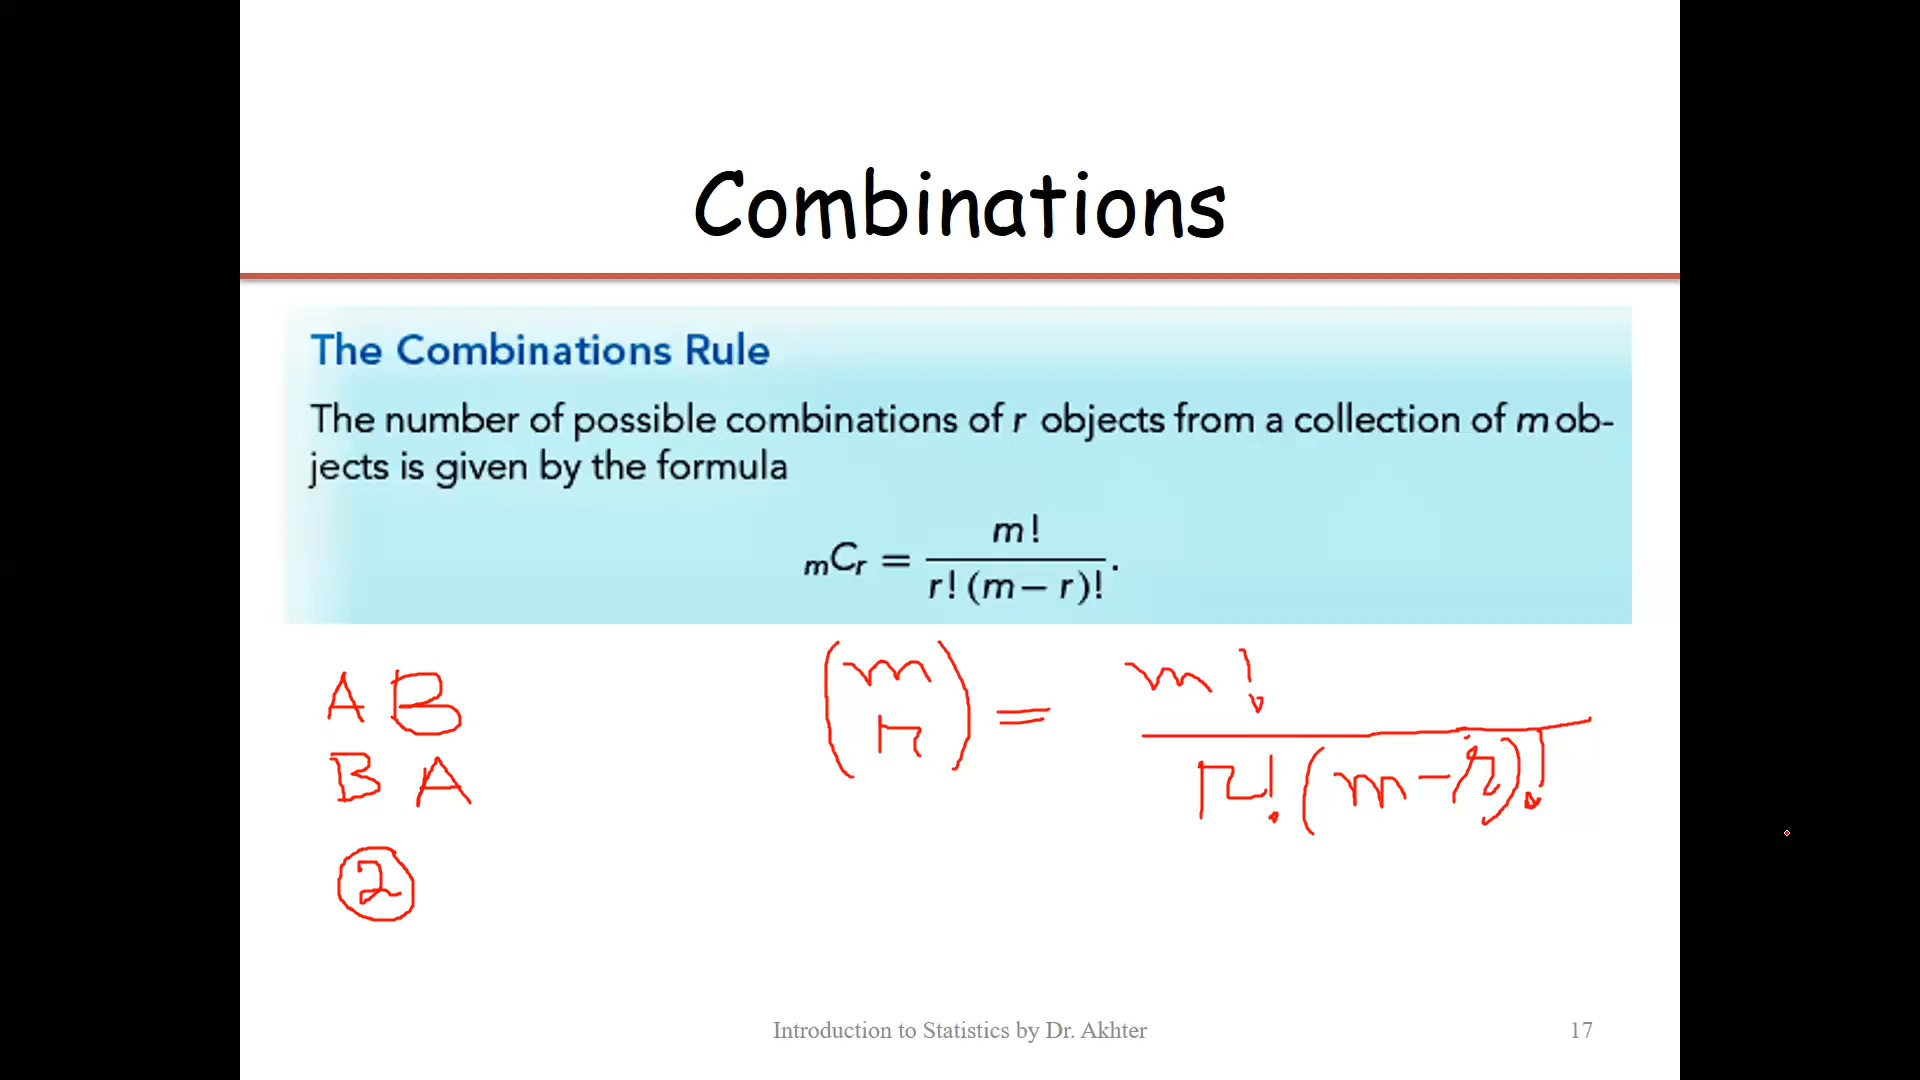 Combinations
The Combinations Rule
The number of possible combinations of r objects from a collection of m ob-
jects is given by the formula
mCr = m! / r!(m − r)!.
A B
B A
2
(m r) = m! / r!(m − r)!
Introduction to Statistics by Dr. Akhter
17